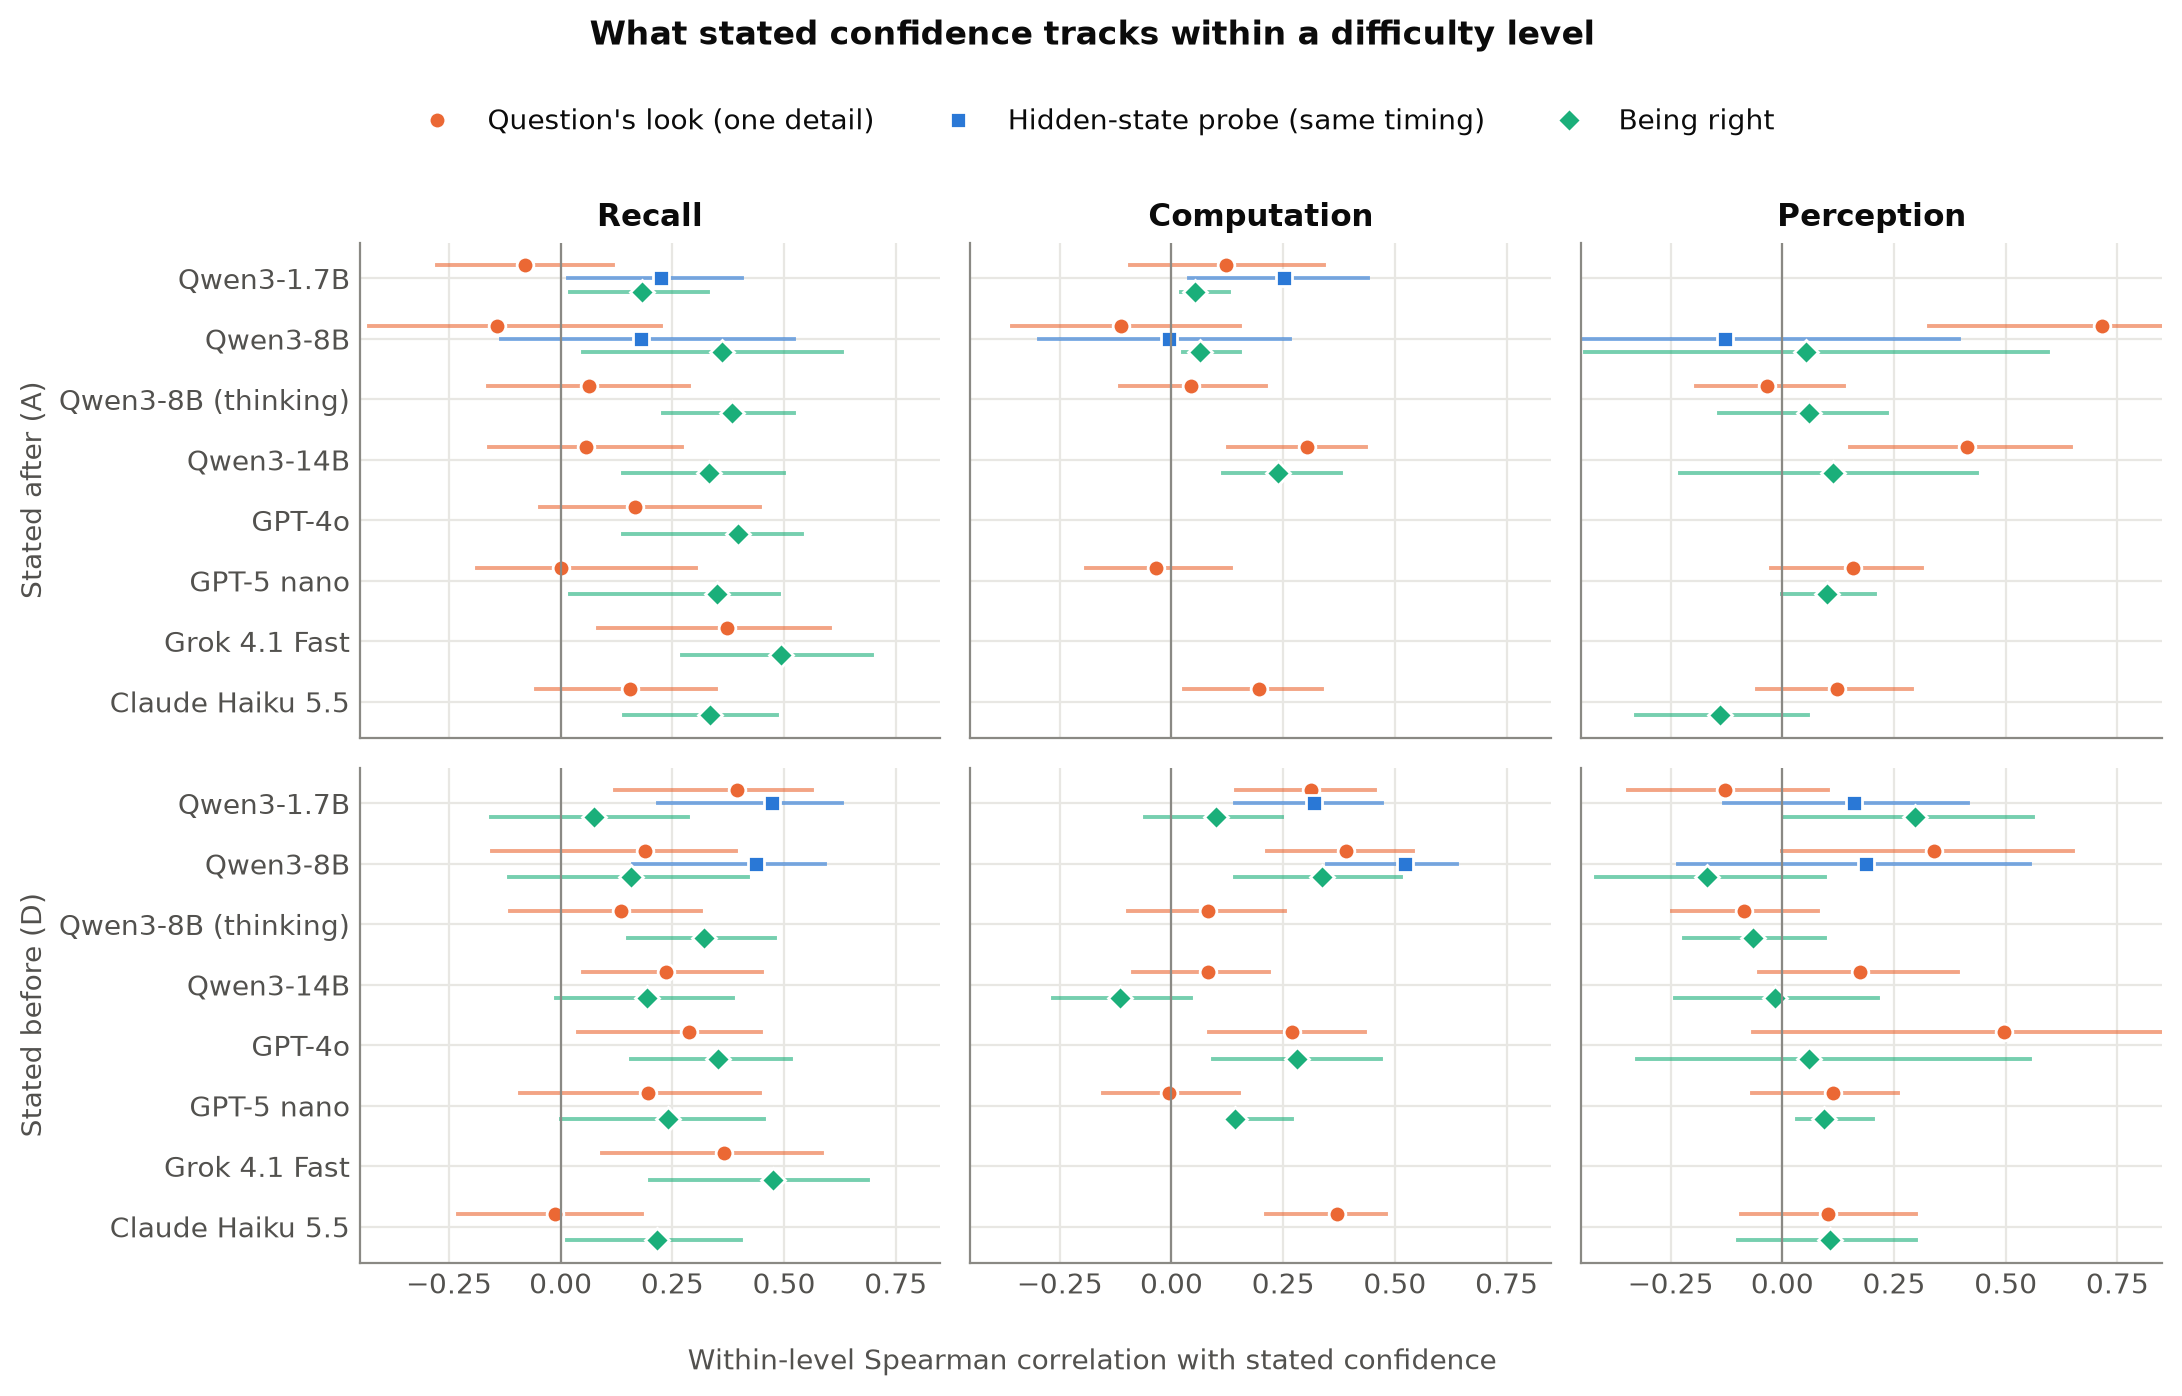 What stated confidence tracks within a difficulty level
Question's look (one detail)
Hidden-state probe (same timing)
Being right
Recall
Computation
Perception
Stated after (A)
Qwen3-1.7B
Qwen3-8B
Qwen3-8B (thinking)
Qwen3-14B
GPT-4o
GPT-5 nano
Grok 4.1 Fast
Claude Haiku 5.5
Stated before (D)
Qwen3-1.7B
Qwen3-8B
Qwen3-8B (thinking)
Qwen3-14B
GPT-4o
GPT-5 nano
Grok 4.1 Fast
Claude Haiku 5.5
−0.25 0.00 0.25 0.50 0.75
−0.25 0.00 0.25 0.50 0.75
−0.25 0.00 0.25 0.50 0.75
Within-level Spearman correlation with stated confidence